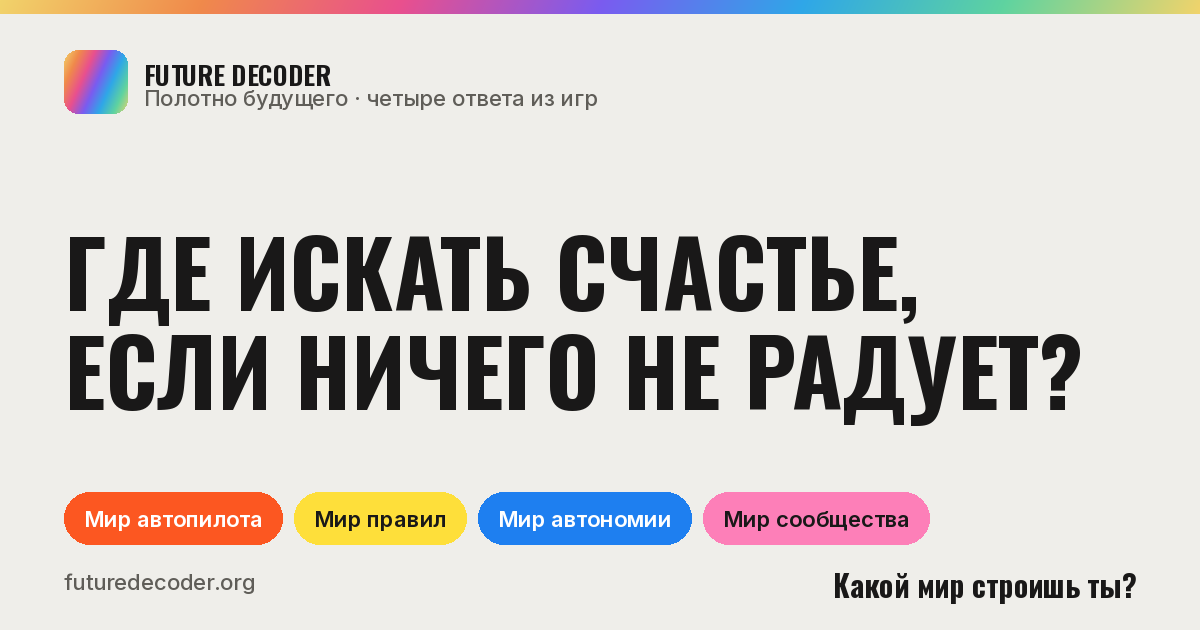 FUTURE DECODER
Полотно будущего · четыре ответа из игр
ГДЕ ИСКАТЬ СЧАСТЬЕ,
ЕСЛИ НИЧЕГО НЕ РАДУЕТ?
Мир автопилота
Мир правил
Мир автономии
Мир сообщества
futuredecoder.org
Какой мир строишь ты?